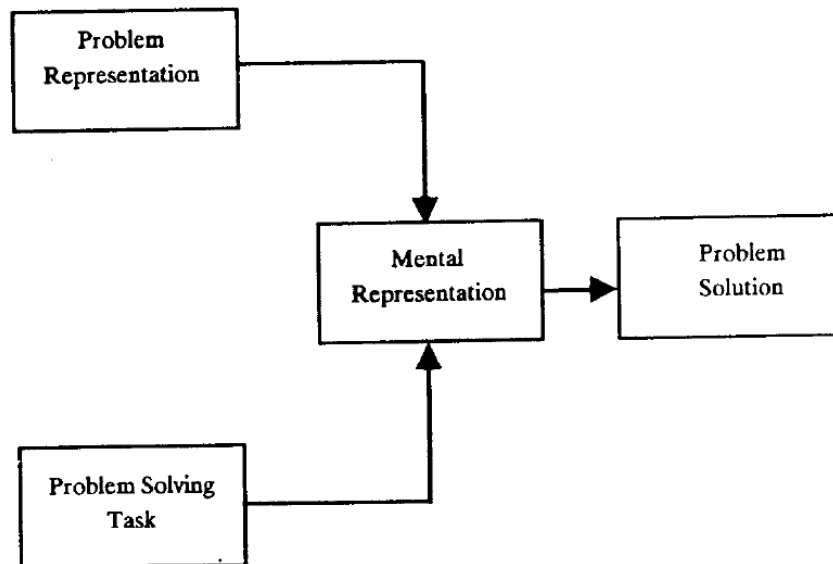 Problem
Representation
Mental
Representation
Problem
Solution
Problem Solving
Task